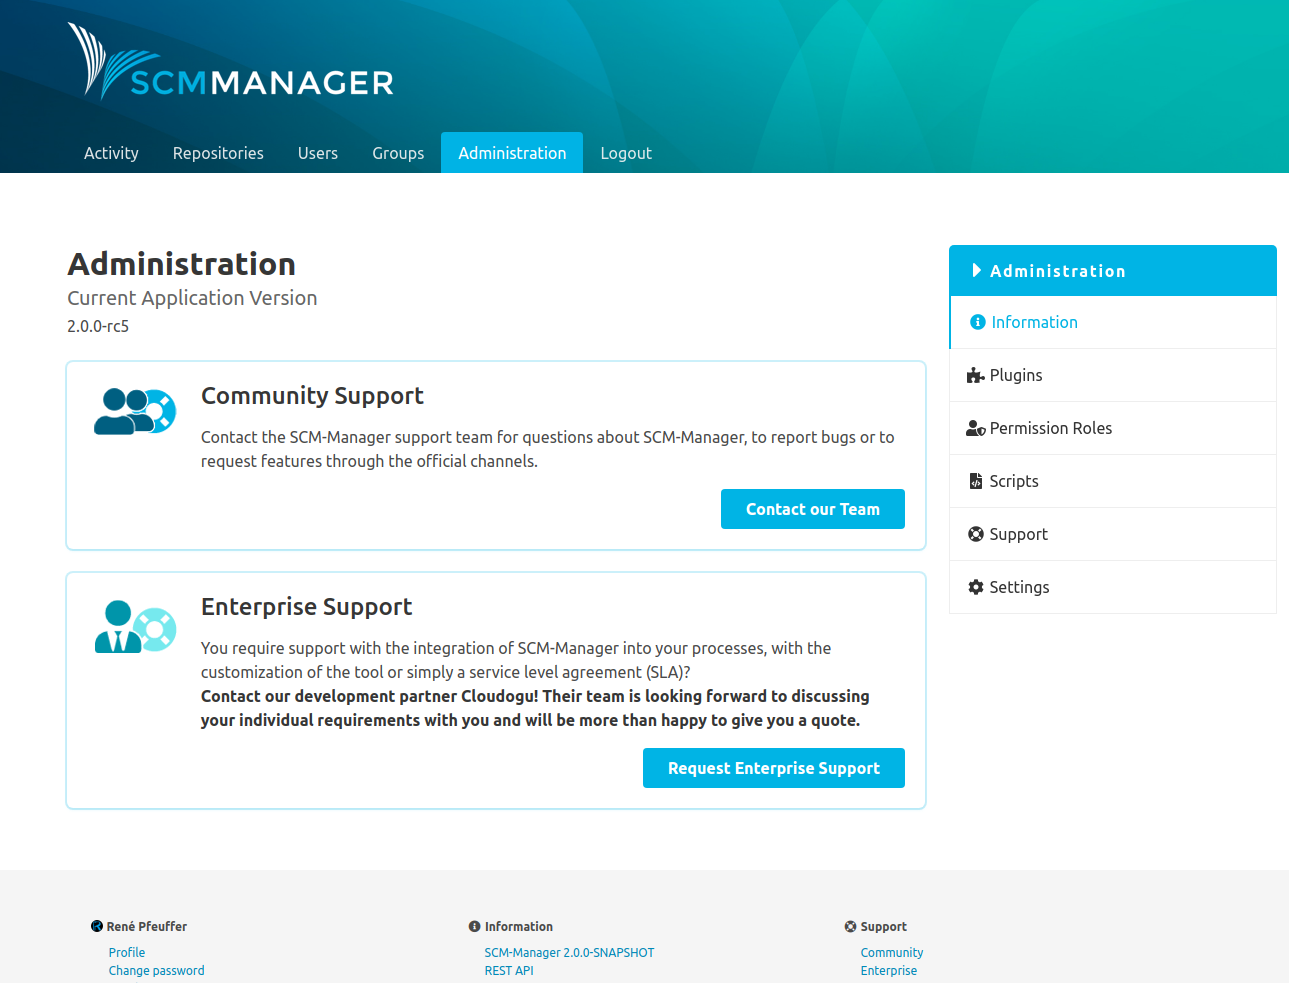 SCMMANAGER
Activity Repositories Users Groups Administration Logout
Administration
Current Application Version
2.0.0-rc5
Community Support
Contact the SCM-Manager support team for questions about SCM-Manager, to report bugs or to
request features through the official channels.
Contact our Team
Enterprise Support
You require support with the integration of SCM-Manager into your processes, with the
customization of the tool or simply a service level agreement (SLA)?
Contact our development partner Cloudogu! Their team is looking forward to discussing
your individual requirements with you and will be more than happy to give you a quote.
Request Enterprise Support
Administration
Information
Plugins
Permission Roles
Scripts
Support
Settings
René Pfeuffer
Profile
Change password
Information
SCM-Manager 2.0.0-SNAPSHOT
REST API
Support
Community
Enterprise